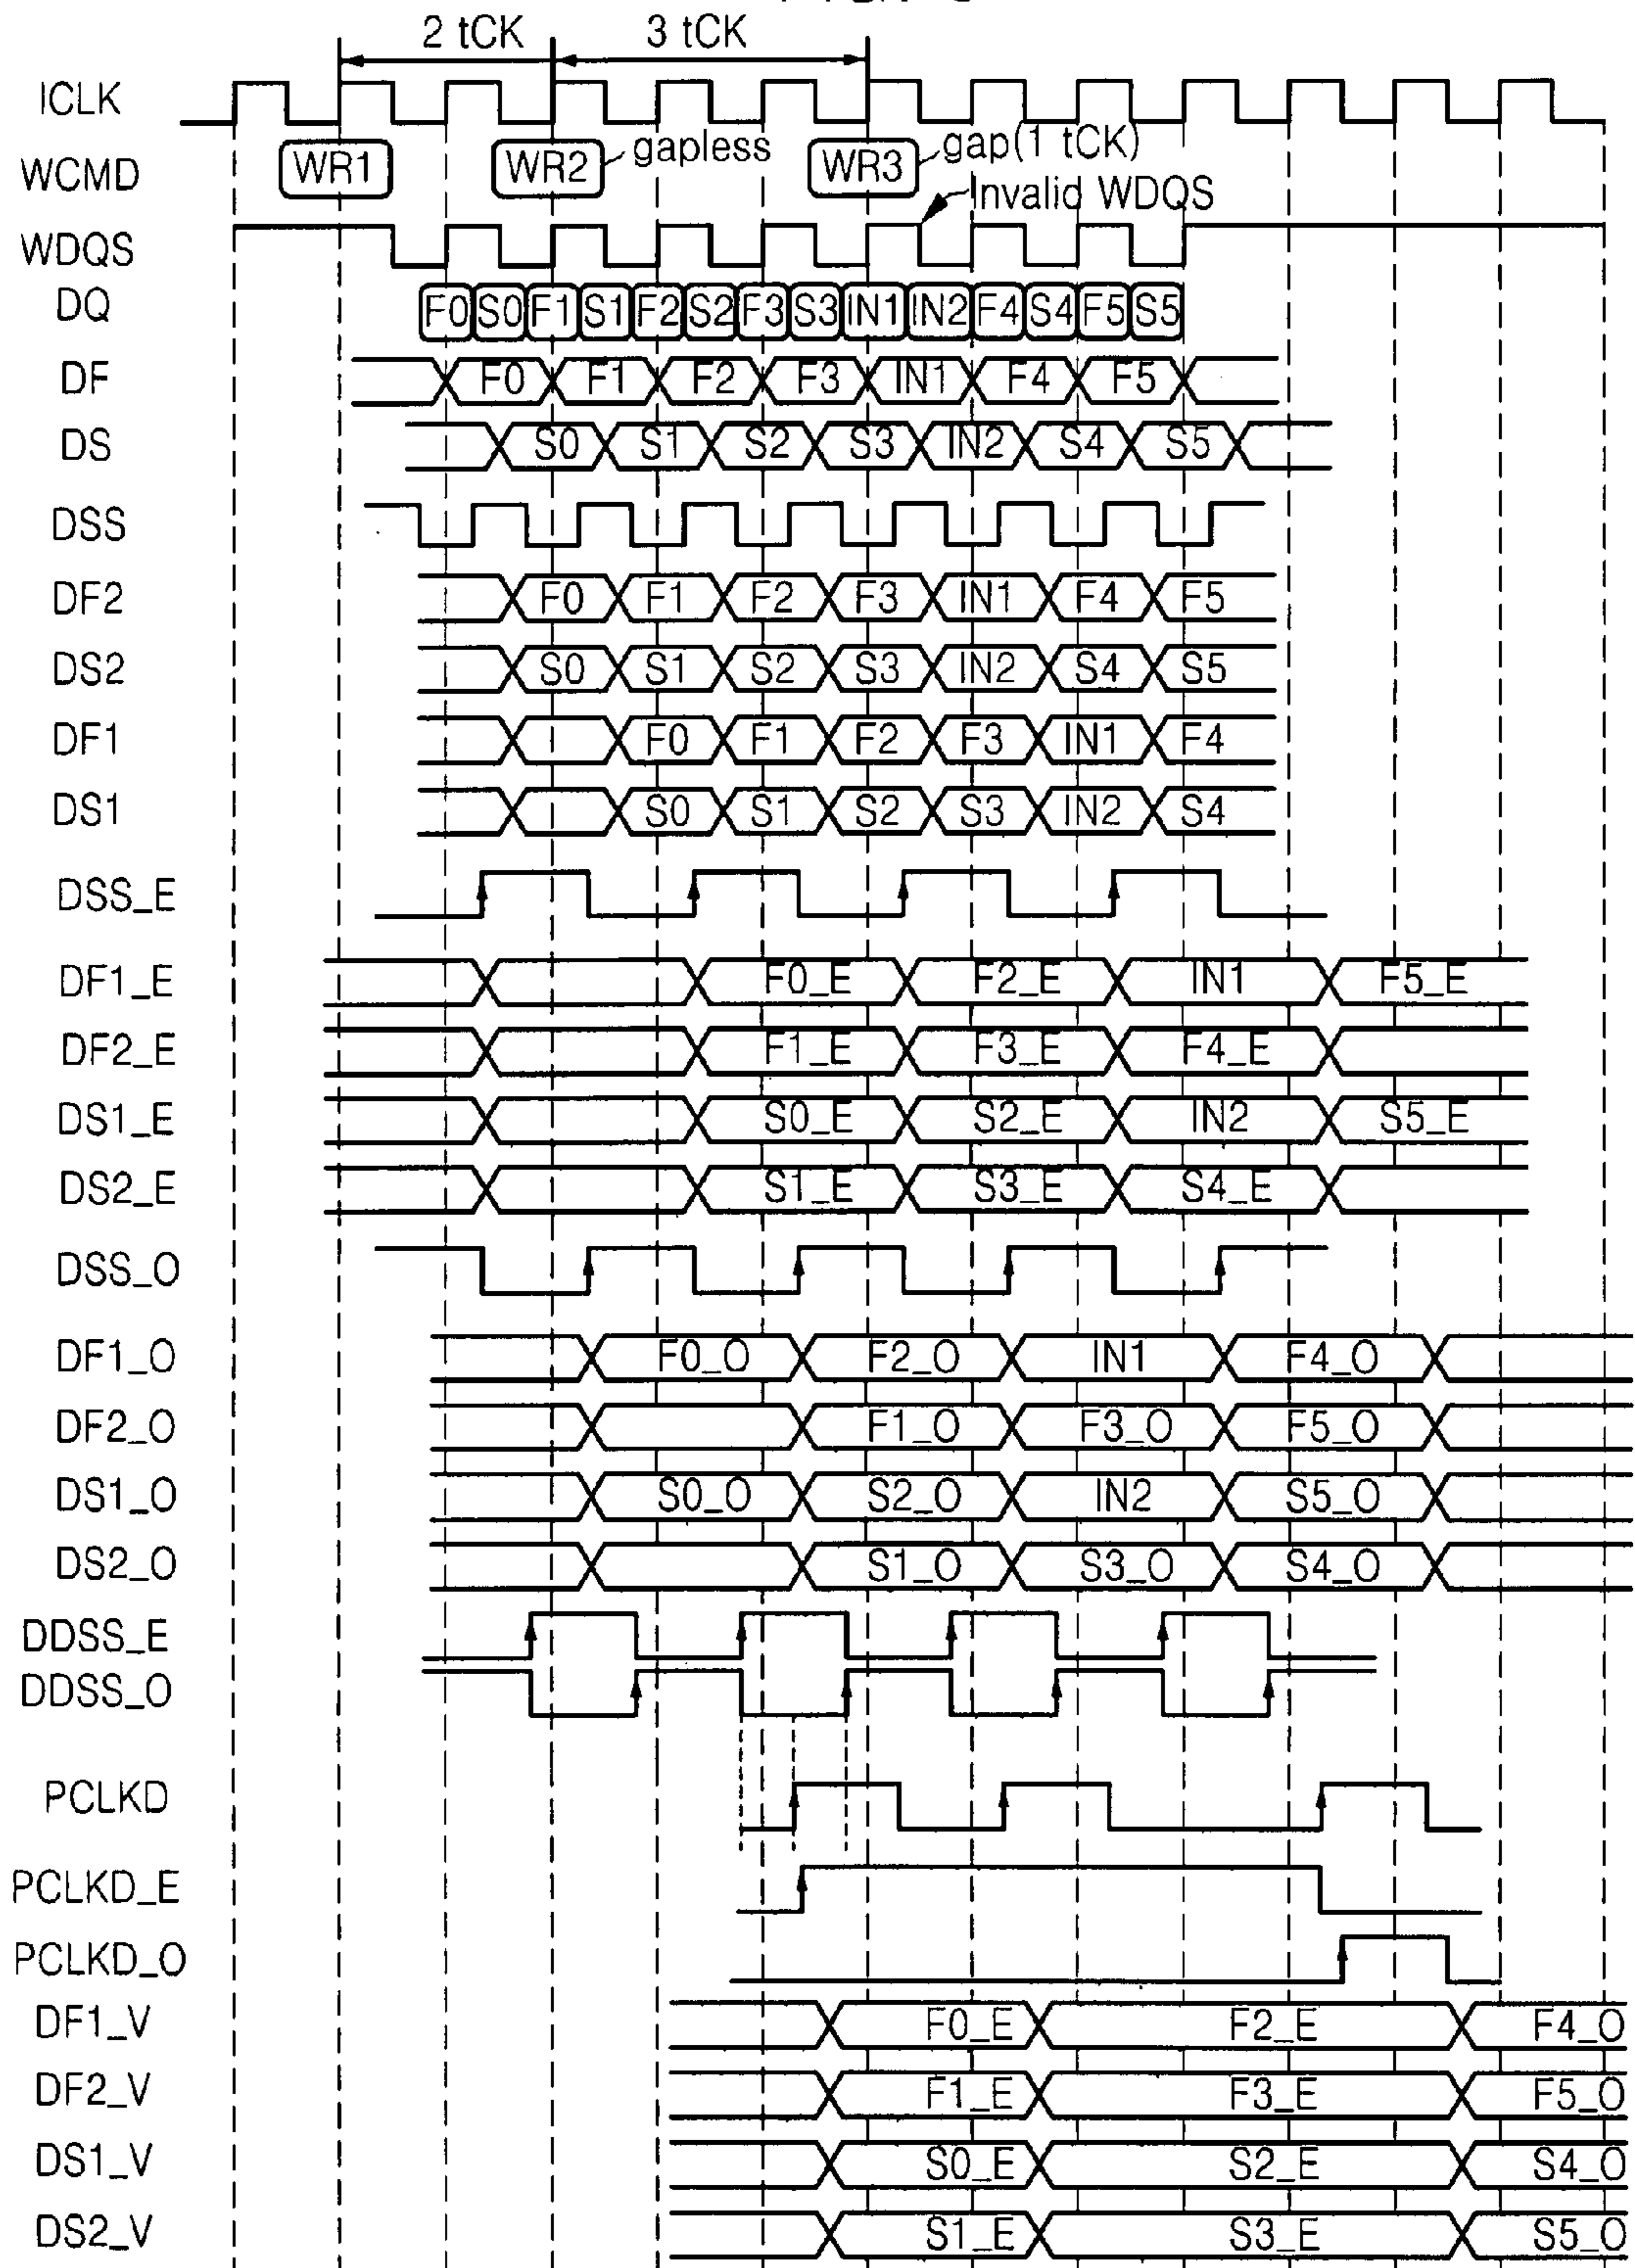 2 tCK 3 tCK
ICLK
WCMD WR1 WR2 gapless WR3 gap(1 tCK)
Invalid WDQS
WDQS
DQ F0 S0 F1 S1 F2 S2 F3 S3 IN1 IN2 F4 S4 F5 S5
DF F0 F1 F2 F3 IN1 F4 F5
DS S0 S1 S2 S3 IN2 S4 S5
DSS
DF2 F0 F1 F2 F3 IN1 F4 F5
DS2 S0 S1 S2 S3 IN2 S4 S5
DF1 F0 F1 F2 F3 IN1 F4
DS1 S0 S1 S2 S3 IN2 S4
DSS_E
DF1_E F0_E F2_E IN1 F5_E
DF2_E F1_E F3_E F4_E
DS1_E S0_E S2_E IN2 S5_E
DS2_E S1_E S3_E S4_E
DSS_O
DF1_O F0_O F2_O IN1 F4_O
DF2_O F1_O F3_O F5_O
DS1_O S0_O S2_O IN2 S5_O
DS2_O S1_O S3_O S4_O
DDSS_E
DDSS_O
PCLKD
PCLKD_E
PCLKD_O
DF1_V F0_E F2_E F4_O
DF2_V F1_E F3_E F5_O
DS1_V S0_E S2_E S4_O
DS2_V S1_E S3_E S5_O